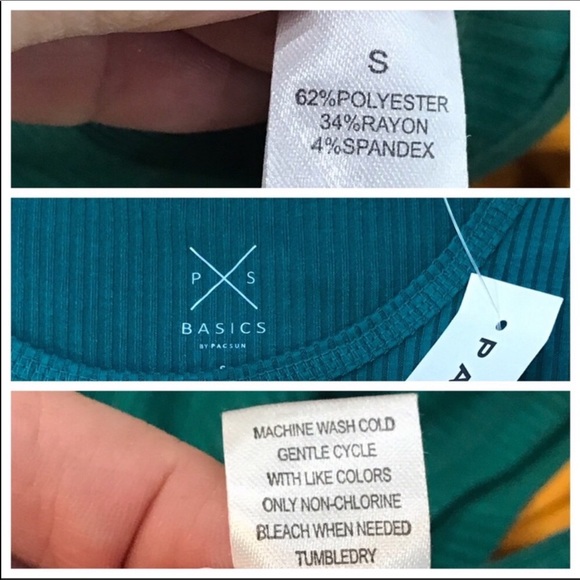 S
62%POLYESTER
34%RAYON
4%SPANDEX
P S
BASICS
BY PACSUN
S
P A
MACHINE WASH COLD
GENTLE CYCLE
WITH LIKE COLORS
ONLY NON-CHLORINE
BLEACH WHEN NEEDED
TUMBLEDRY